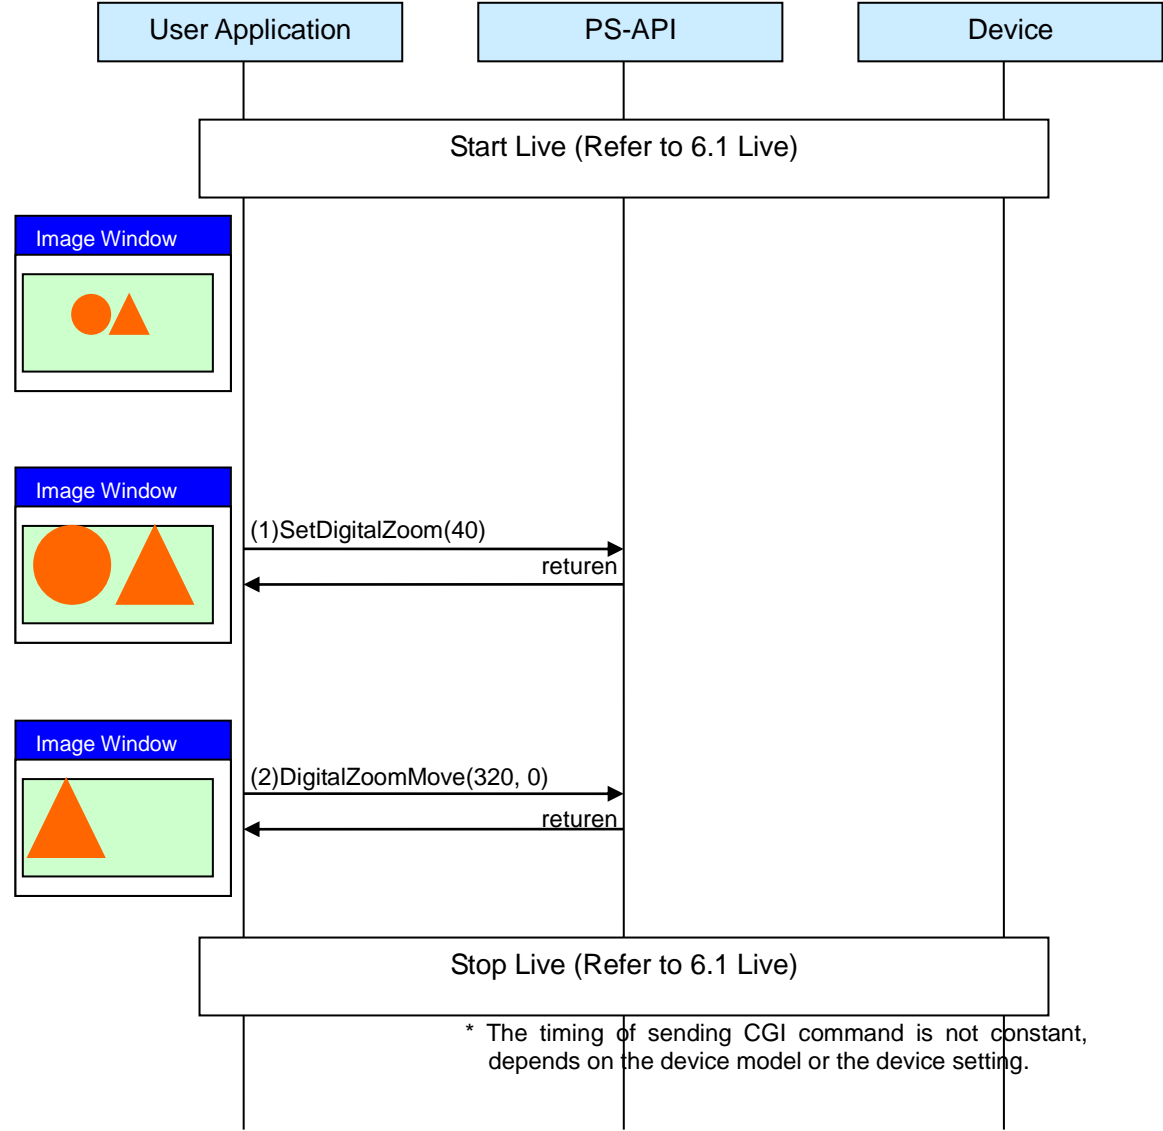 User Application
PS-API
Device
Start Live (Refer to 6.1 Live)
Image Window
Image Window
(1)SetDigitalZoom(40)
returen
Image Window
(2)DigitalZoomMove(320, 0)
returen
Stop Live (Refer to 6.1 Live)
* The timing of sending CGI command is not constant,
depends on the device model or the device setting.